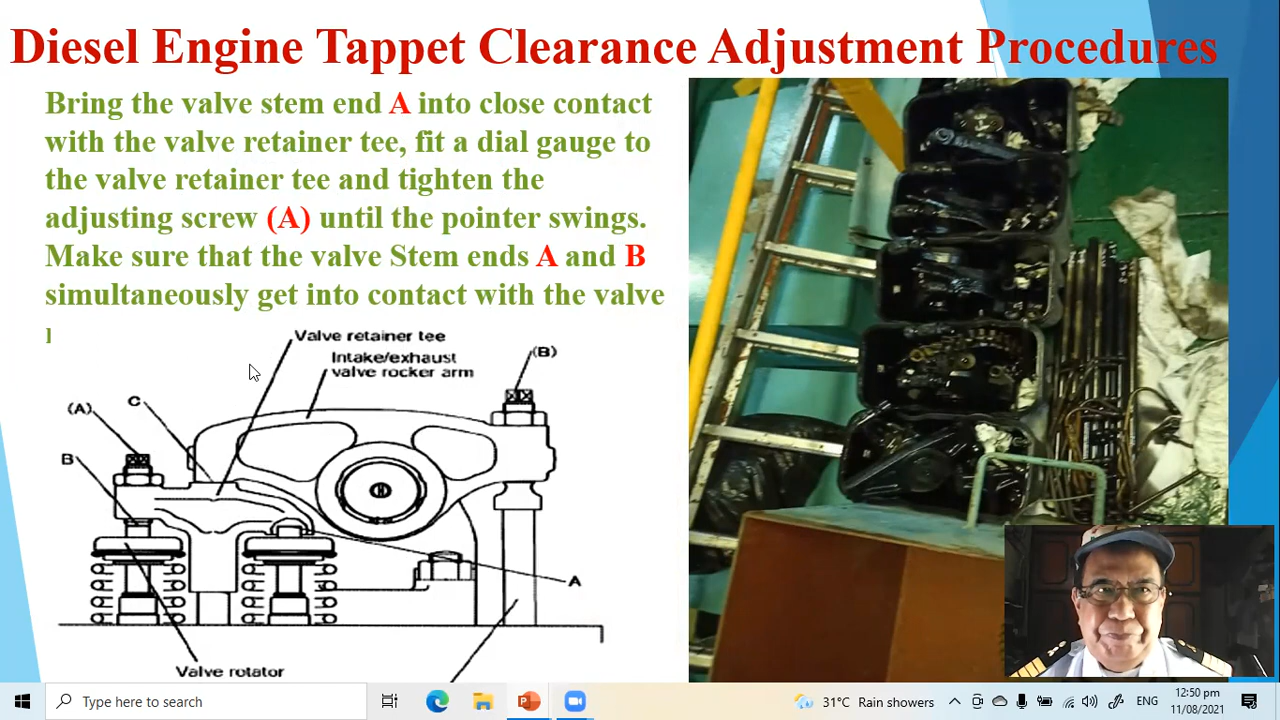 Diesel Engine Tappet Clearance Adjustment Procedures
Bring the valve stem end A into close contact
with the valve retainer tee, fit a dial gauge to
the valve retainer tee and tighten the
adjusting screw (A) until the pointer swings.
Make sure that the valve Stem ends A and B
simultaneously get into contact with the valve
Valve retainer tee
Intake/exhaust
valve rocker arm
(B)
(A)
C
B
A
Valve rotator
Type here to search
31°C Rain showers
ENG
12:50 pm
11/08/2021